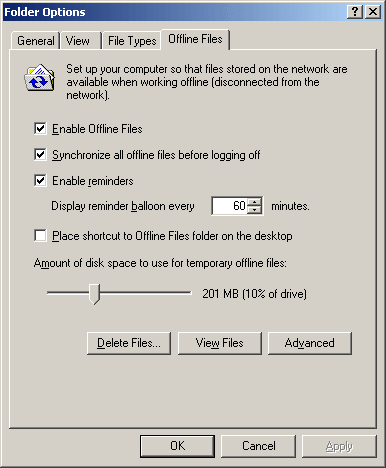 Folder Options
General View File Types Offline Files
Set up your computer so that files stored on the network are
available when working offline (disconnected from the
network).
Enable Offline Files
Synchronize all offline files before logging off
Enable reminders
Display reminder balloon every 60 minutes.
Place shortcut to Offline Files folder on the desktop
Amount of disk space to use for temporary offline files:
201 MB (10% of drive)
Delete Files... View Files Advanced
OK Cancel Apply